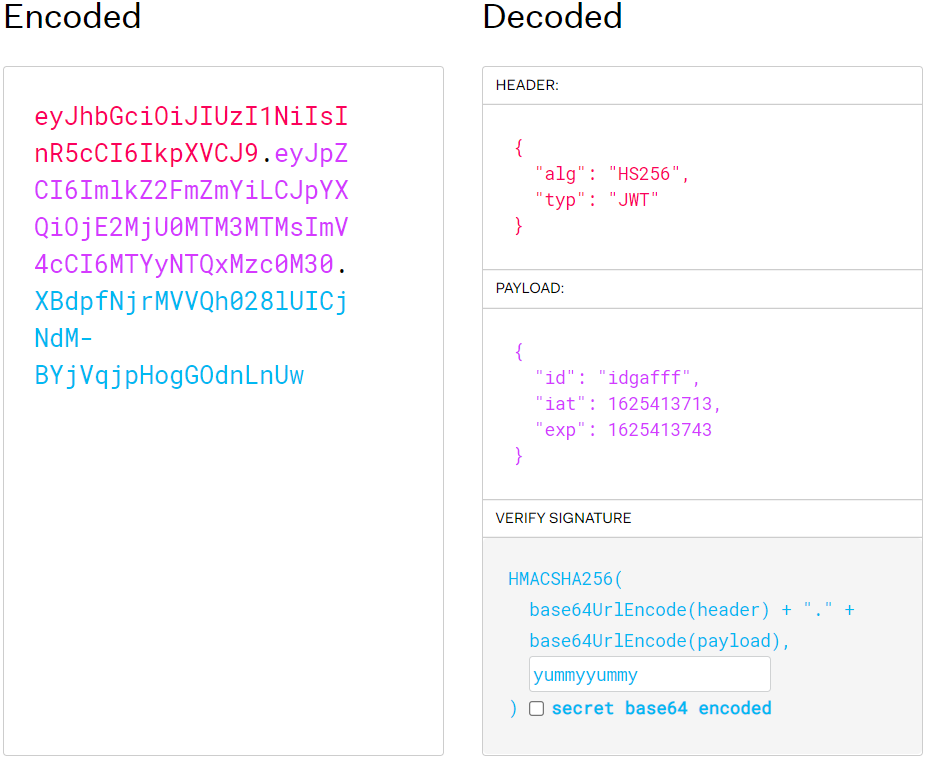 Encoded
Decoded
eyJhbGciOiJIUzI1NiIsI
nR5cCI6IkpXVCJ9.eyJpZ
CI6ImlkZ2FmZmYiLCJpYX
QiOjE2MjU0MTM3MTMsImV
4cCI6MTYyNTQxMzc0M30.
XBdpfNjrMVVQh028lUICj
NdM-
BYjVqjpHogGOdnLnUw
HEADER:
{
"alg": "HS256",
"typ": "JWT"
}
PAYLOAD:
{
"id": "idgafff",
"iat": 1625413713,
"exp": 1625413743
}
VERIFY SIGNATURE
HMACSHA256(
base64UrlEncode(header) + "." +
base64UrlEncode(payload),
yummyyummy
) secret base64 encoded